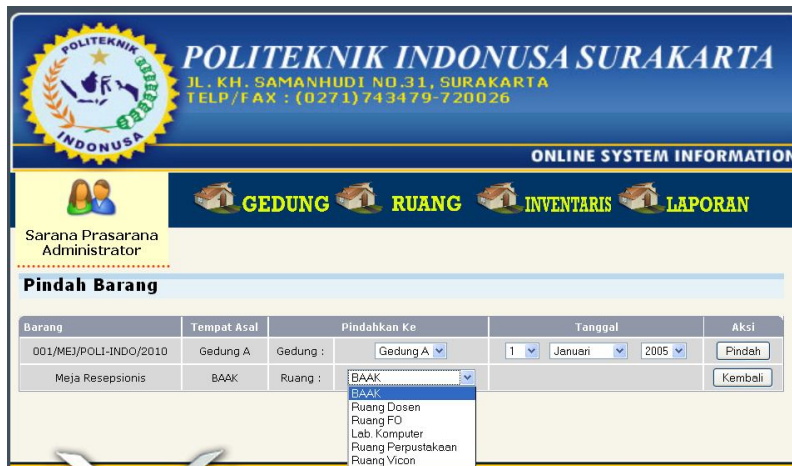 POLITEKNIK
INDONUSA
POLITEKNIK INDONUSA SURAKARTA
JL. KH. SAMANHUDI NO.31, SURAKARTA
TELP/FAX : (0271)743479-720026
ONLINE SYSTEM INFORMATION
GEDUNG RUANG INVENTARIS LAPORAN
Sarana Prasarana
Administrator
Pindah Barang
Barang Tempat Asal Pindahkan Ke Tanggal Aksi
001/MEJ/POLI-INDO/2010 Gedung A Gedung : Gedung A 1 Januari 2005 Pindah
Meja Resepsionis BAAK Ruang : BAAK Kembali
BAAK
Ruang Dosen
Ruang FO
Lab. Komputer
Ruang Perpustakaan
Ruang Vicon